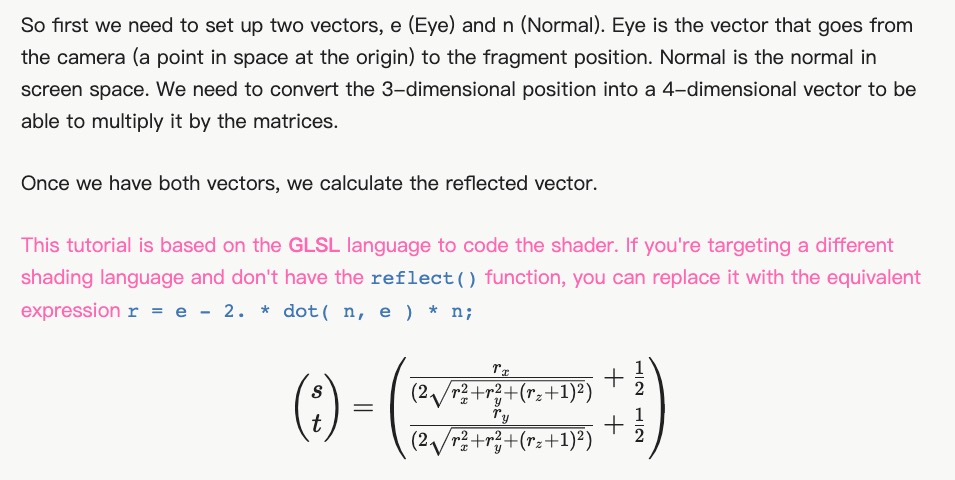 So first we need to set up two vectors, e (Eye) and n (Normal). Eye is the vector that goes from
the camera (a point in space at the origin) to the fragment position. Normal is the normal in
screen space. We need to convert the 3-dimensional position into a 4-dimensional vector to be
able to multiply it by the matrices.
Once we have both vectors, we calculate the reflected vector.
This tutorial is based on the GLSL language to code the shader. If you're targeting a different
shading language and don't have the reflect() function, you can replace it with the equivalent
expression r = e - 2. * dot( n, e ) * n;
\begin{pmatrix} s \\ t \end{pmatrix} = \begin{pmatrix} \frac{r_x}{(2\sqrt{r_x^2+r_y^2+(r_z+1)^2})} + \frac{1}{2} \\ \frac{r_y}{(2\sqrt{r_x^2+r_y^2+(r_z+1)^2})} + \frac{1}{2} \end{pmatrix}